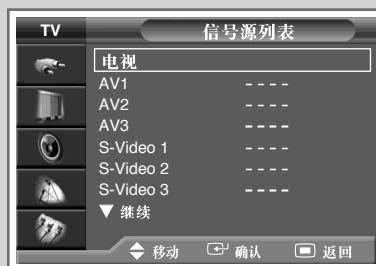 TV 信号源列表
电视
AV1 - - - -
AV2 - - - -
AV3 - - - -
S-Video 1 - - - -
S-Video 2 - - - -
S-Video 3 - - - -
▼ 继续
移动 确认 返回